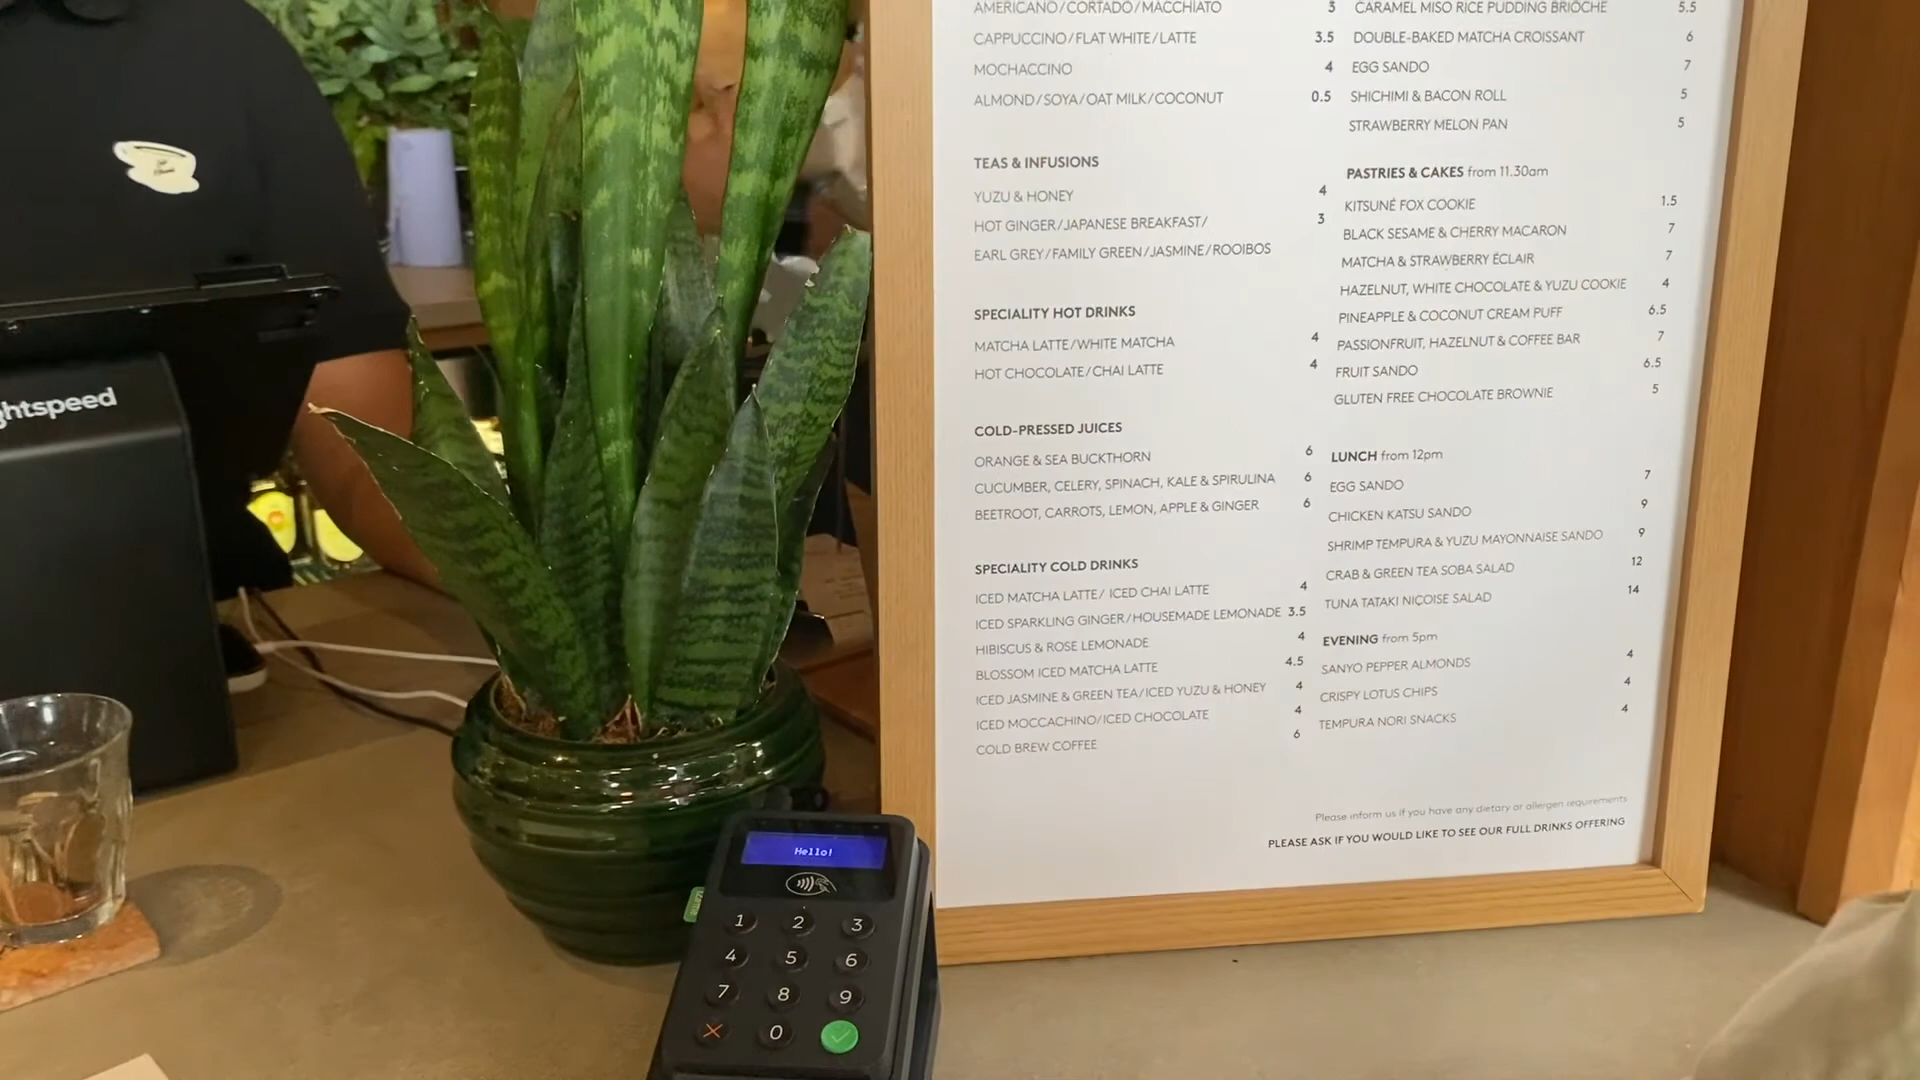 AMERICANO/CORTADO/MACCHIATO 3
CAPPUCCINO/FLAT WHITE/LATTE 3.5
MOCHACCINO 4
ALMOND/SOYA/OAT MILK/COCONUT 0.5
TEAS & INFUSIONS
YUZU & HONEY 4
HOT GINGER/JAPANESE BREAKFAST/ 3
EARL GREY/FAMILY GREEN/JASMINE/ROOIBOS
SPECIALITY HOT DRINKS
MATCHA LATTE/WHITE MATCHA 4
HOT CHOCOLATE/CHAI LATTE 4
COLD-PRESSED JUICES
ORANGE & SEA BUCKTHORN 6
CUCUMBER, CELERY, SPINACH, KALE & SPIRULINA 6
BEETROOT, CARROTS, LEMON, APPLE & GINGER 6
SPECIALITY COLD DRINKS
ICED MATCHA LATTE/ ICED CHAI LATTE 4
ICED SPARKLING GINGER/HOUSEMADE LEMONADE 3.5
HIBISCUS & ROSE LEMONADE 4
BLOSSOM ICED MATCHA LATTE 4.5
ICED JASMINE & GREEN TEA/ICED YUZU & HONEY 4
ICED MOCCACHINO/ICED CHOCOLATE 4
COLD BREW COFFEE 6
CARAMEL MISO RICE PUDDING BRIOCHE 5.5
DOUBLE-BAKED MATCHA CROISSANT 6
EGG SANDO 7
SHICHIMI & BACON ROLL 5
STRAWBERRY MELON PAN 5
PASTRIES & CAKES from 11.30am
KITSUNÉ FOX COOKIE 1.5
BLACK SESAME & CHERRY MACARON 7
MATCHA & STRAWBERRY ÉCLAIR 7
HAZELNUT, WHITE CHOCOLATE & YUZU COOKIE 4
PINEAPPLE & COCONUT CREAM PUFF 6.5
PASSIONFRUIT, HAZELNUT & COFFEE BAR 7
FRUIT SANDO 6.5
GLUTEN FREE CHOCOLATE BROWNIE 5
LUNCH from 12pm
EGG SANDO 7
CHICKEN KATSU SANDO 9
SHRIMP TEMPURA & YUZU MAYONNAISE SANDO 9
CRAB & GREEN TEA SOBA SALAD 12
TUNA TATAKI NIÇOISE SALAD 14
EVENING from 5pm
SANYO PEPPER ALMONDS 4
CRISPY LOTUS CHIPS 4
TEMPURA NORI SNACKS 4
Please inform us if you have any dietary or allergen requirements
PLEASE ASK IF YOU WOULD LIKE TO SEE OUR FULL DRINKS OFFERING
ghtspeed
Hello!
1 2 3
4 5 6
7 8 9
0